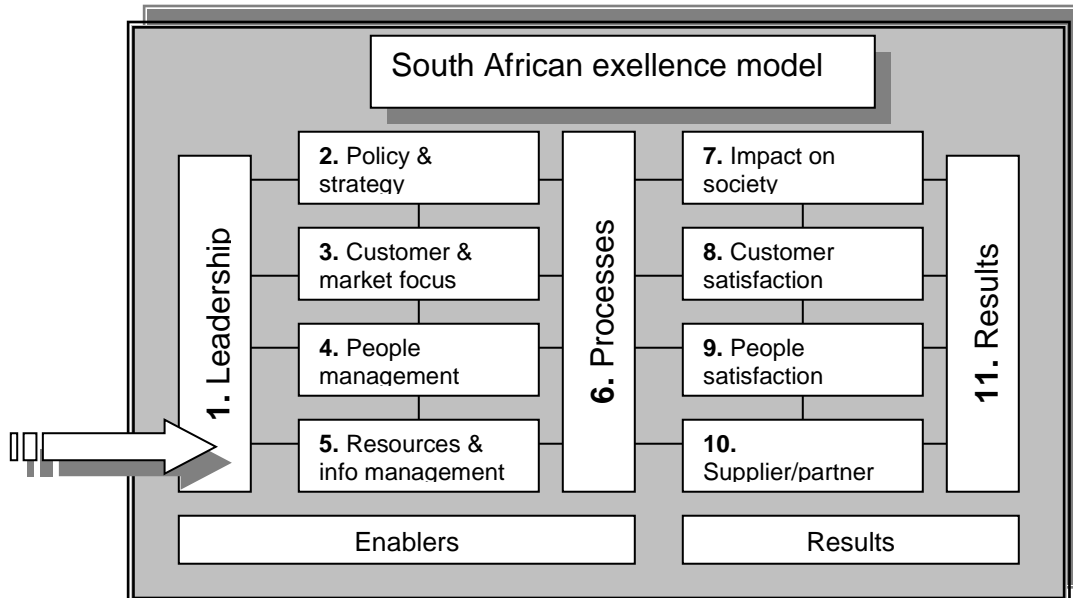 South African exellence model
1. Leadership
2. Policy &
strategy
3. Customer &
market focus
4. People
management
5. Resources &
info management
6. Processes
7. Impact on
society
8. Customer
satisfaction
9. People
satisfaction
10.
Supplier/partner
11. Results
Enablers
Results